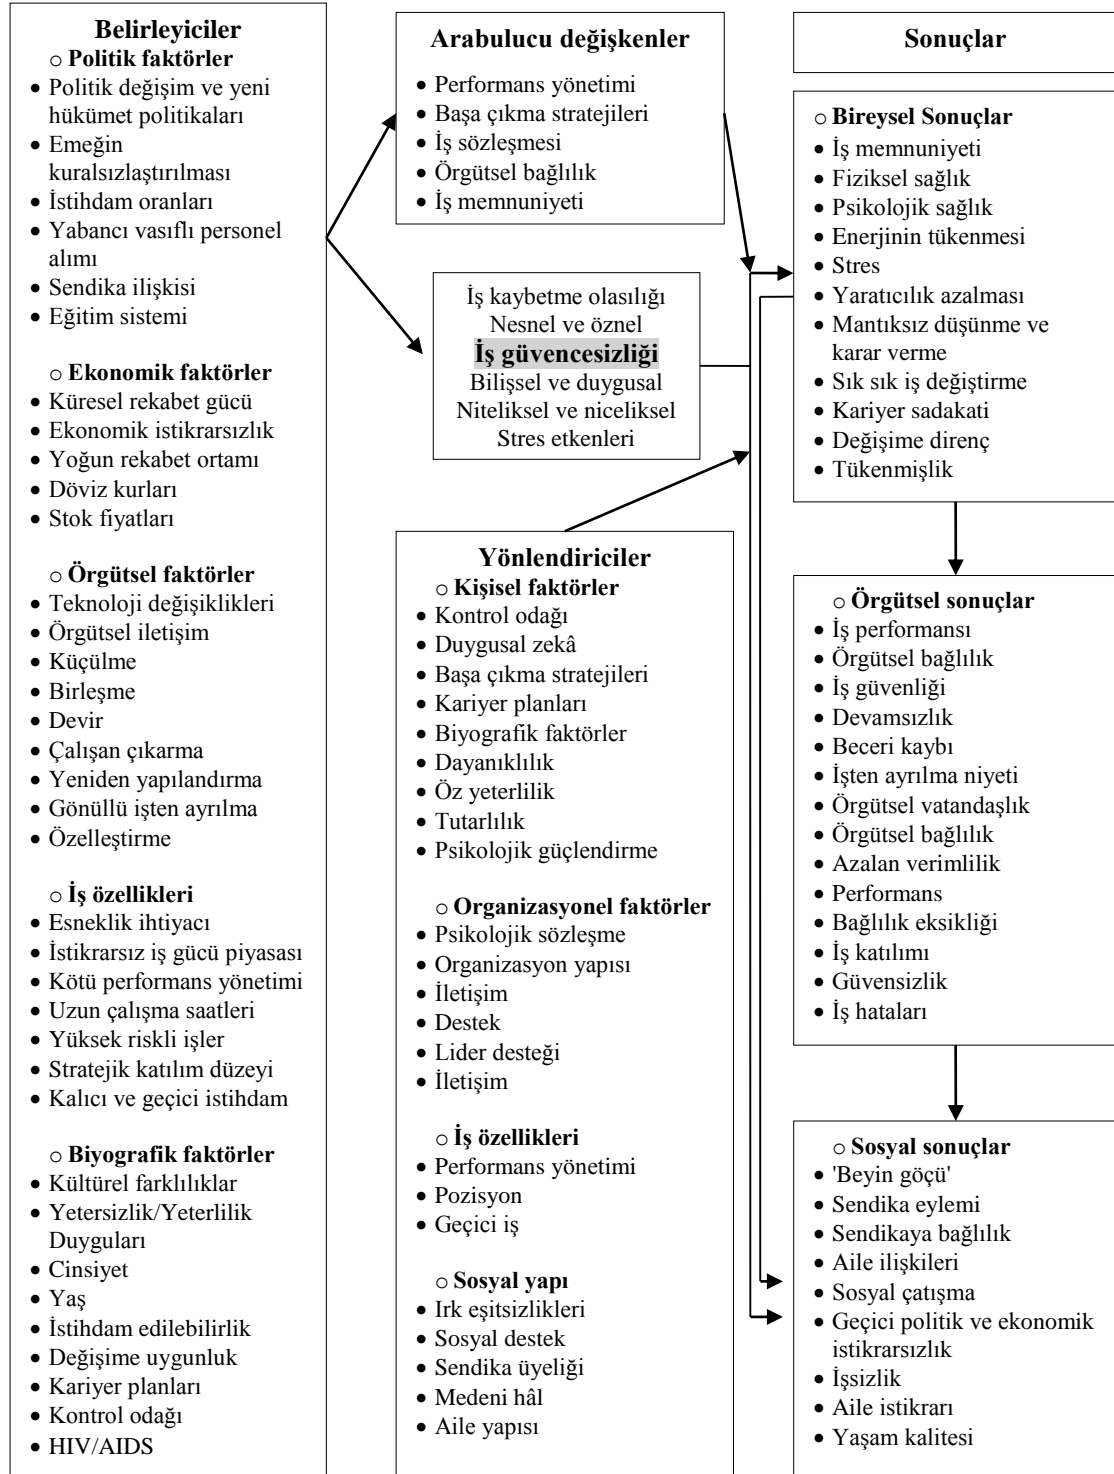 Belirleyiciler
o Politik faktörler
• Politik değişim ve yeni
hükümet politikaları
• Emeğin
kuralsızlaştırılması
• İstihdam oranları
• Yabancı vasıflı personel
alımı
• Sendika ilişkisi
• Eğitim sistemi
o Ekonomik faktörler
• Küresel rekabet gücü
• Ekonomik istikrarsızlık
• Yoğun rekabet ortamı
• Döviz kurları
• Stok fiyatları
o Örgütsel faktörler
• Teknoloji değişiklikleri
• Örgütsel iletişim
• Küçülme
• Birleşme
• Devir
• Çalışan çıkarma
• Yeniden yapılandırma
• Gönüllü işten ayrılma
• Özelleştirme
o İş özellikleri
• Esneklik ihtiyacı
• İstikrarsız iş gücü piyasası
• Kötü performans yönetimi
• Uzun çalışma saatleri
• Yüksek riskli işler
• Stratejik katılım düzeyi
• Kalıcı ve geçici istihdam
o Biyografik faktörler
• Kültürel farklılıklar
• Yetersizlik/Yeterlilik
Duyguları
• Cinsiyet
• Yaş
• İstihdam edilebilirlik
• Değişime uygunluk
• Kariyer planları
• Kontrol odağı
• HIV/AIDS
Arabulucu değişkenler
• Performans yönetimi
• Başa çıkma stratejileri
• İş sözleşmesi
• Örgütsel bağlılık
• İş memnuniyeti
İş kaybetme olasılığı
Nesnel ve öznel
İş güvencesizliği
Bilişsel ve duygusal
Niteliksel ve niceliksel
Stres etkenleri
Yönlendiriciler
o Kişisel faktörler
• Kontrol odağı
• Duygusal zekâ
• Başa çıkma stratejileri
• Kariyer planları
• Biyografik faktörler
• Dayanıklılık
• Öz yeterlilik
• Tutarlılık
• Psikolojik güçlendirme
o Organizasyonel faktörler
• Psikolojik sözleşme
• Organizasyon yapısı
• İletişim
• Destek
• Lider desteği
• İletişim
o İş özellikleri
• Performans yönetimi
• Pozisyon
• Geçici iş
o Sosyal yapı
• Irk eşitsizlikleri
• Sosyal destek
• Sendika üyeliği
• Medeni hâl
• Aile yapısı
Sonuçlar
o Bireysel Sonuçlar
• İş memnuniyeti
• Fiziksel sağlık
• Psikolojik sağlık
• Enerjinin tükenmesi
• Stres
• Yaratıcılık azalması
• Mantıksız düşünme ve
karar verme
• Sık sık iş değiştirme
• Kariyer sadakati
• Değişime direnç
• Tükenmişlik
o Örgütsel sonuçlar
• İş performansı
• Örgütsel bağlılık
• İş güvenliği
• Devamsızlık
• Beceri kaybı
• İşten ayrılma niyeti
• Örgütsel vatandaşlık
• Örgütsel bağlılık
• Azalan verimlilik
• Performans
• Bağlılık eksikliği
• İş katılımı
• Güvensizlik
• İş hataları
o Sosyal sonuçlar
• 'Beyin göçü'
• Sendika eylemi
• Sendikaya bağlılık
• Aile ilişkileri
• Sosyal çatışma
• Geçici politik ve ekonomik
istikrarsızlık
• İşsizlik
• Aile istikrarı
• Yaşam kalitesi